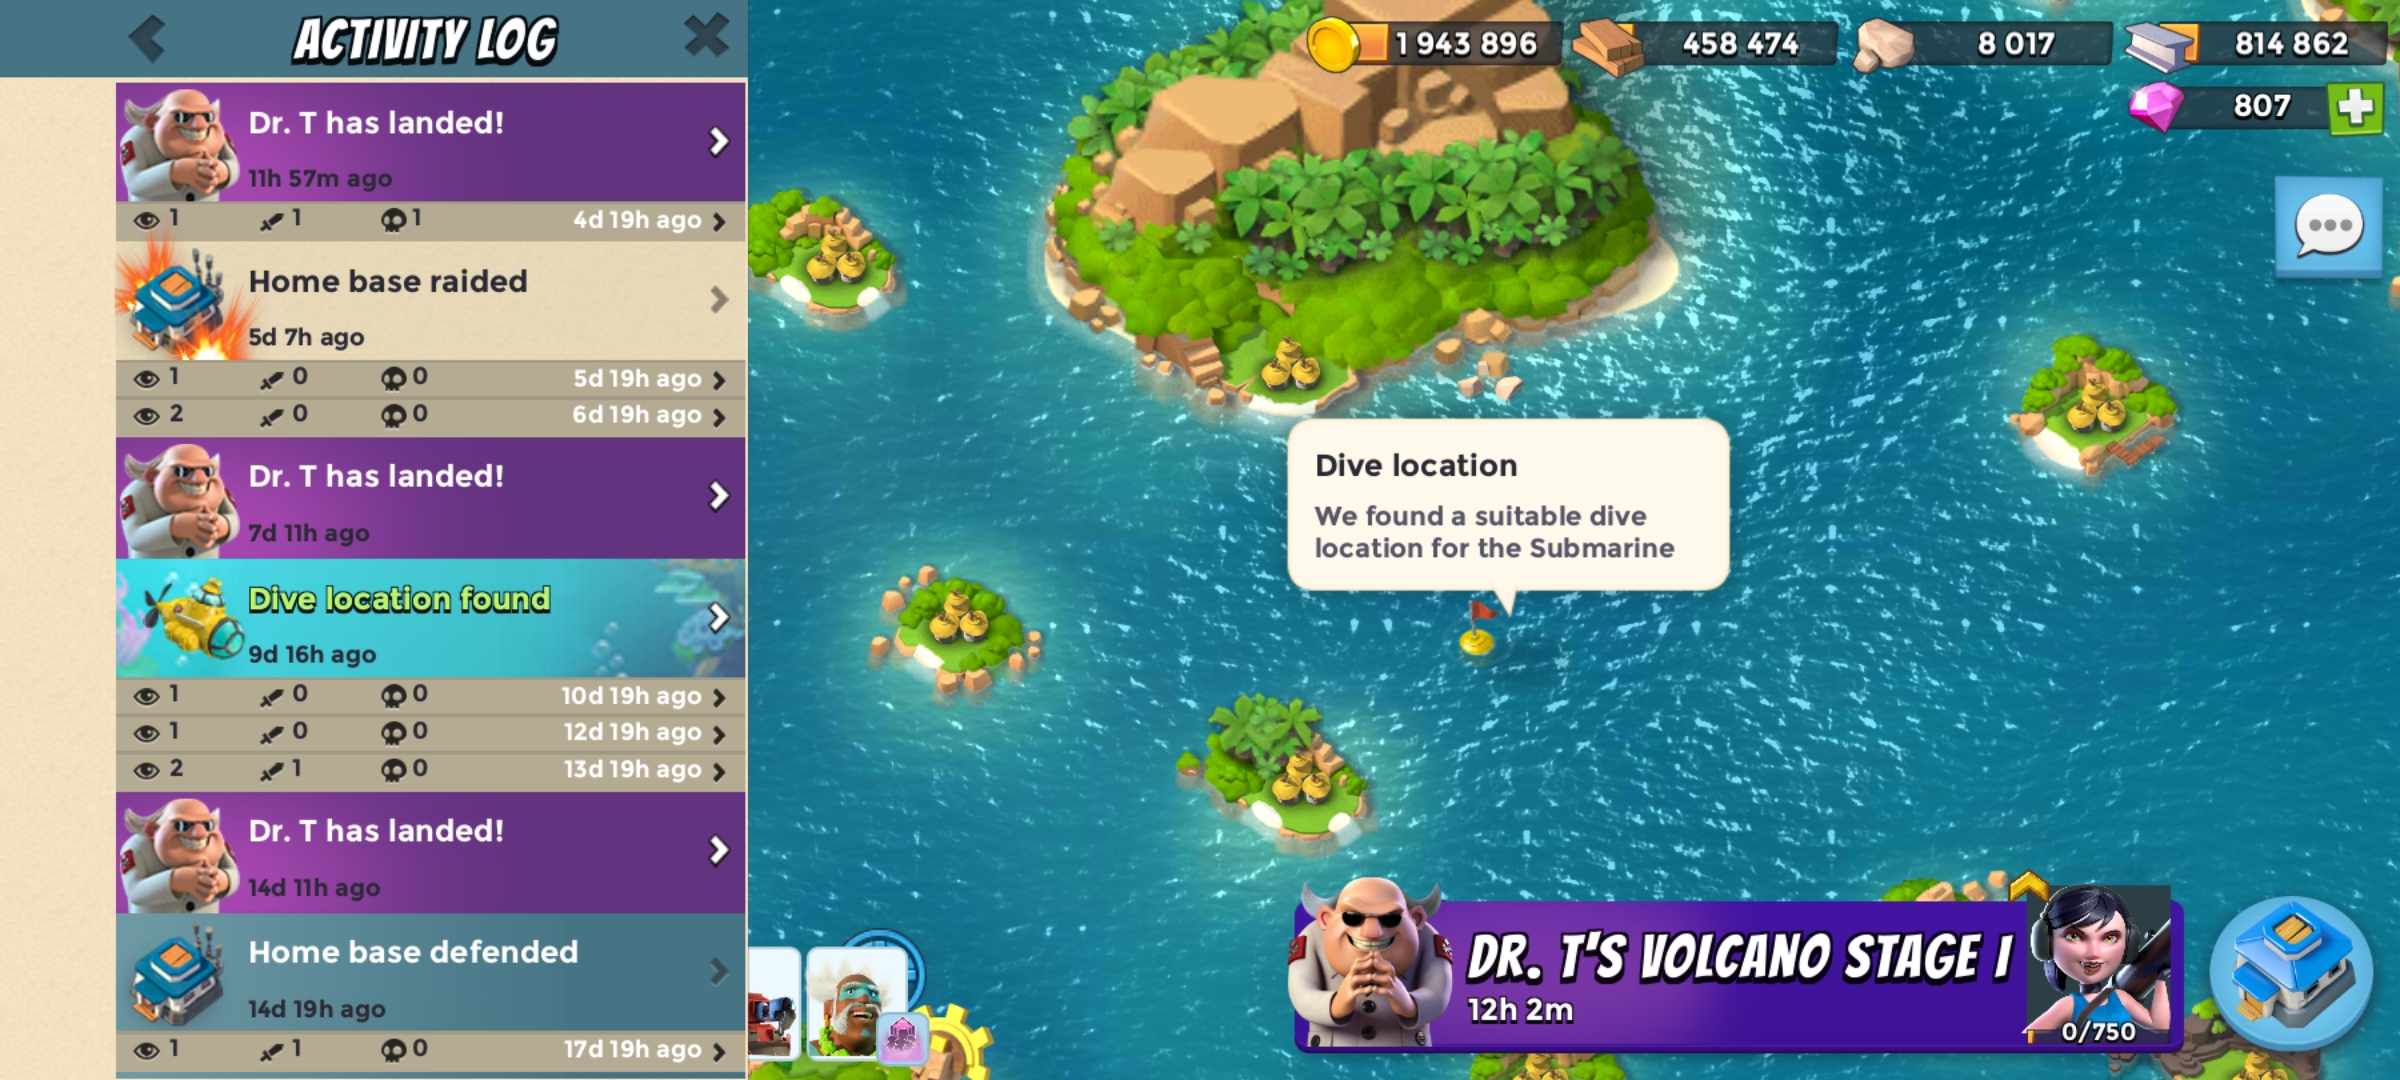 ACTIVITY LOG
Dr. T has landed!
11h 57m ago
1 1 1 4d 19h ago
Home base raided
5d 7h ago
1 0 0 5d 19h ago
2 0 0 6d 19h ago
Dr. T has landed!
7d 11h ago
Dive location found
9d 16h ago
1 0 0 10d 19h ago
1 0 0 12d 19h ago
2 1 0 13d 19h ago
Dr. T has landed!
14d 11h ago
Home base defended
14d 19h ago
1 1 0 17d 19h ago
1 943 896
458 474
8 017
814 862
807
Dive location
We found a suitable dive
location for the Submarine
DR. T'S VOLCANO STAGE I
12h 2m
0/750